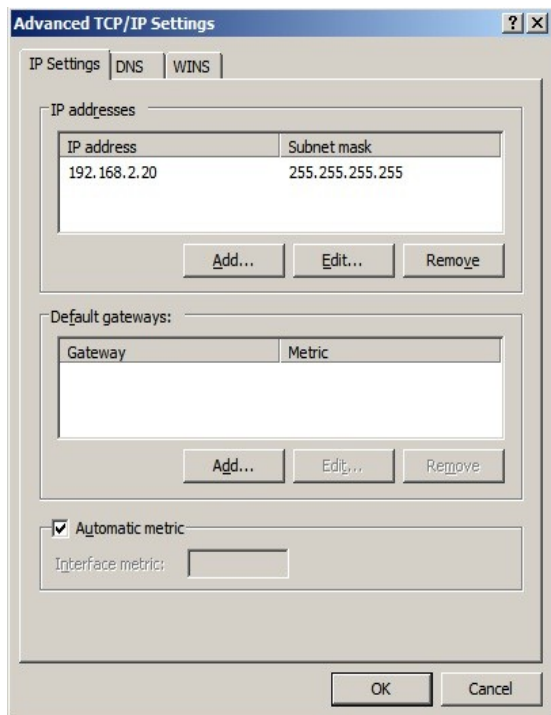 Advanced TCP/IP Settings ? X
IP Settings DNS WINS
IP addresses
IP address Subnet mask
192.168.2.20 255.255.255.255
Add... Edit... Remove
Default gateways:
Gateway Metric
Add... Edit... Remove
Automatic metric
Interface metric:
OK Cancel